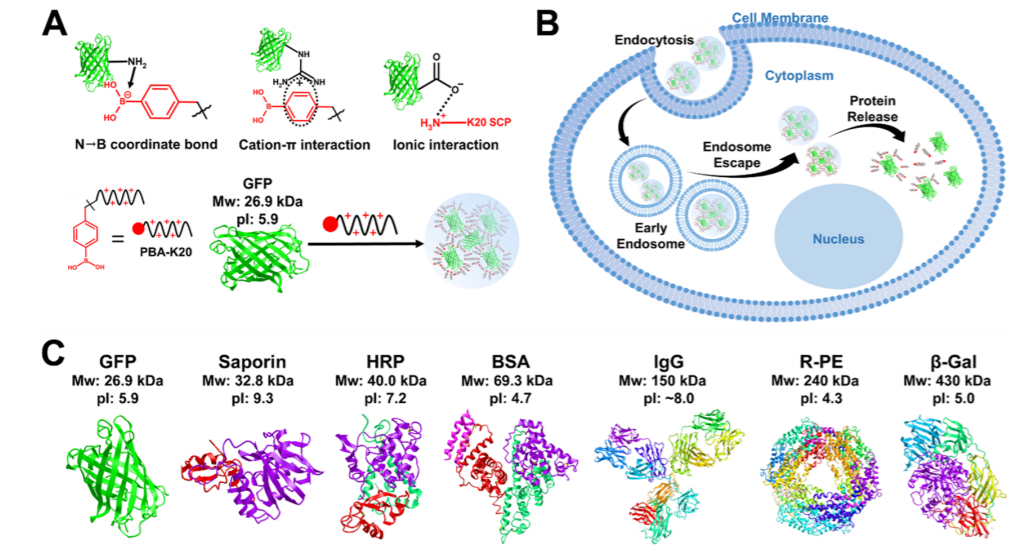 A
NH₂
HO
B
⊖
HO
N→B coordinate bond
NH
H₂N
+
NH
HO
B
HO
Cation-π interaction
O
O⁻
H₃N⁺
K20 SCP
Ionic interaction
HO
B
OH
=
PBA-K20
GFP
Mw: 26.9 kDa
pI: 5.9
B
Cell Membrane
Endocytosis
Cytoplasm
Protein
Release
Endosome
Escape
Early
Endosome
Nucleus
C
GFP
Mw: 26.9 kDa
pI: 5.9
Saporin
Mw: 32.8 kDa
pI: 9.3
HRP
Mw: 40.0 kDa
pI: 7.2
BSA
Mw: 69.3 kDa
pI: 4.7
IgG
Mw: 150 kDa
pI: ~8.0
R-PE
Mw: 240 kDa
pI: 4.3
β-Gal
Mw: 430 kDa
pI: 5.0